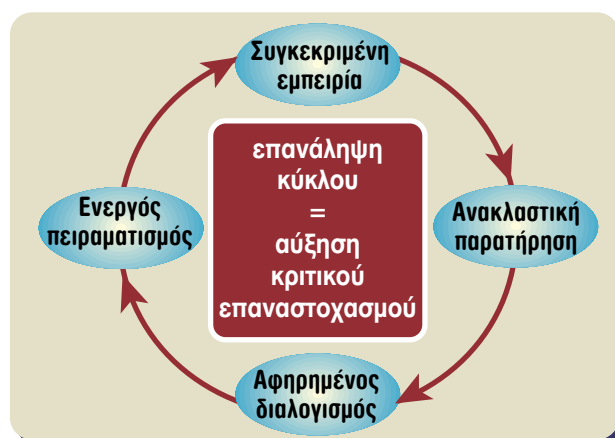 Συγκεκριμένη
εμπειρία
επανάληψη
κύκλου
=
αύξηση
κριτικού
επαναστοχασμού
Ενεργός
πειραματισμός
Ανακλαστική
παρατήρηση
Αφηρημένος
διαλογισμός